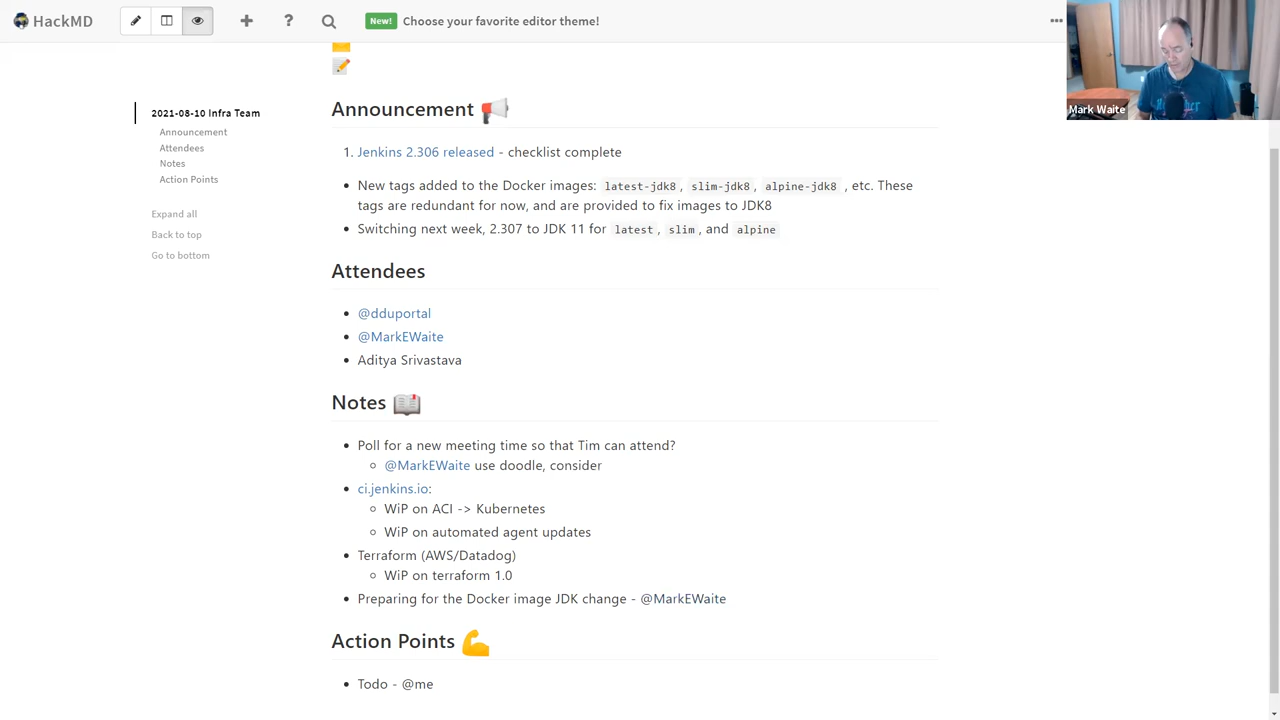 HackMD
New! Choose your favorite editor theme!
Mark Waite
2021-08-10 Infra Team
Announcement
Attendees
Notes
Action Points
Expand all
Back to top
Go to bottom
Announcement
1. Jenkins 2.306 released - checklist complete
New tags added to the Docker images: latest-jdk8, slim-jdk8, alpine-jdk8 , etc. These
tags are redundant for now, and are provided to fix images to JDK8
Switching next week, 2.307 to JDK 11 for latest, slim, and alpine
Attendees
@dduportal
@MarkEWaite
Aditya Srivastava
Notes
Poll for a new meeting time so that Tim can attend?
@MarkEWaite use doodle, consider
ci.jenkins.io:
WiP on ACI -> Kubernetes
WiP on automated agent updates
Terraform (AWS/Datadog)
WiP on terraform 1.0
Preparing for the Docker image JDK change - @MarkEWaite
Action Points
Todo - @me